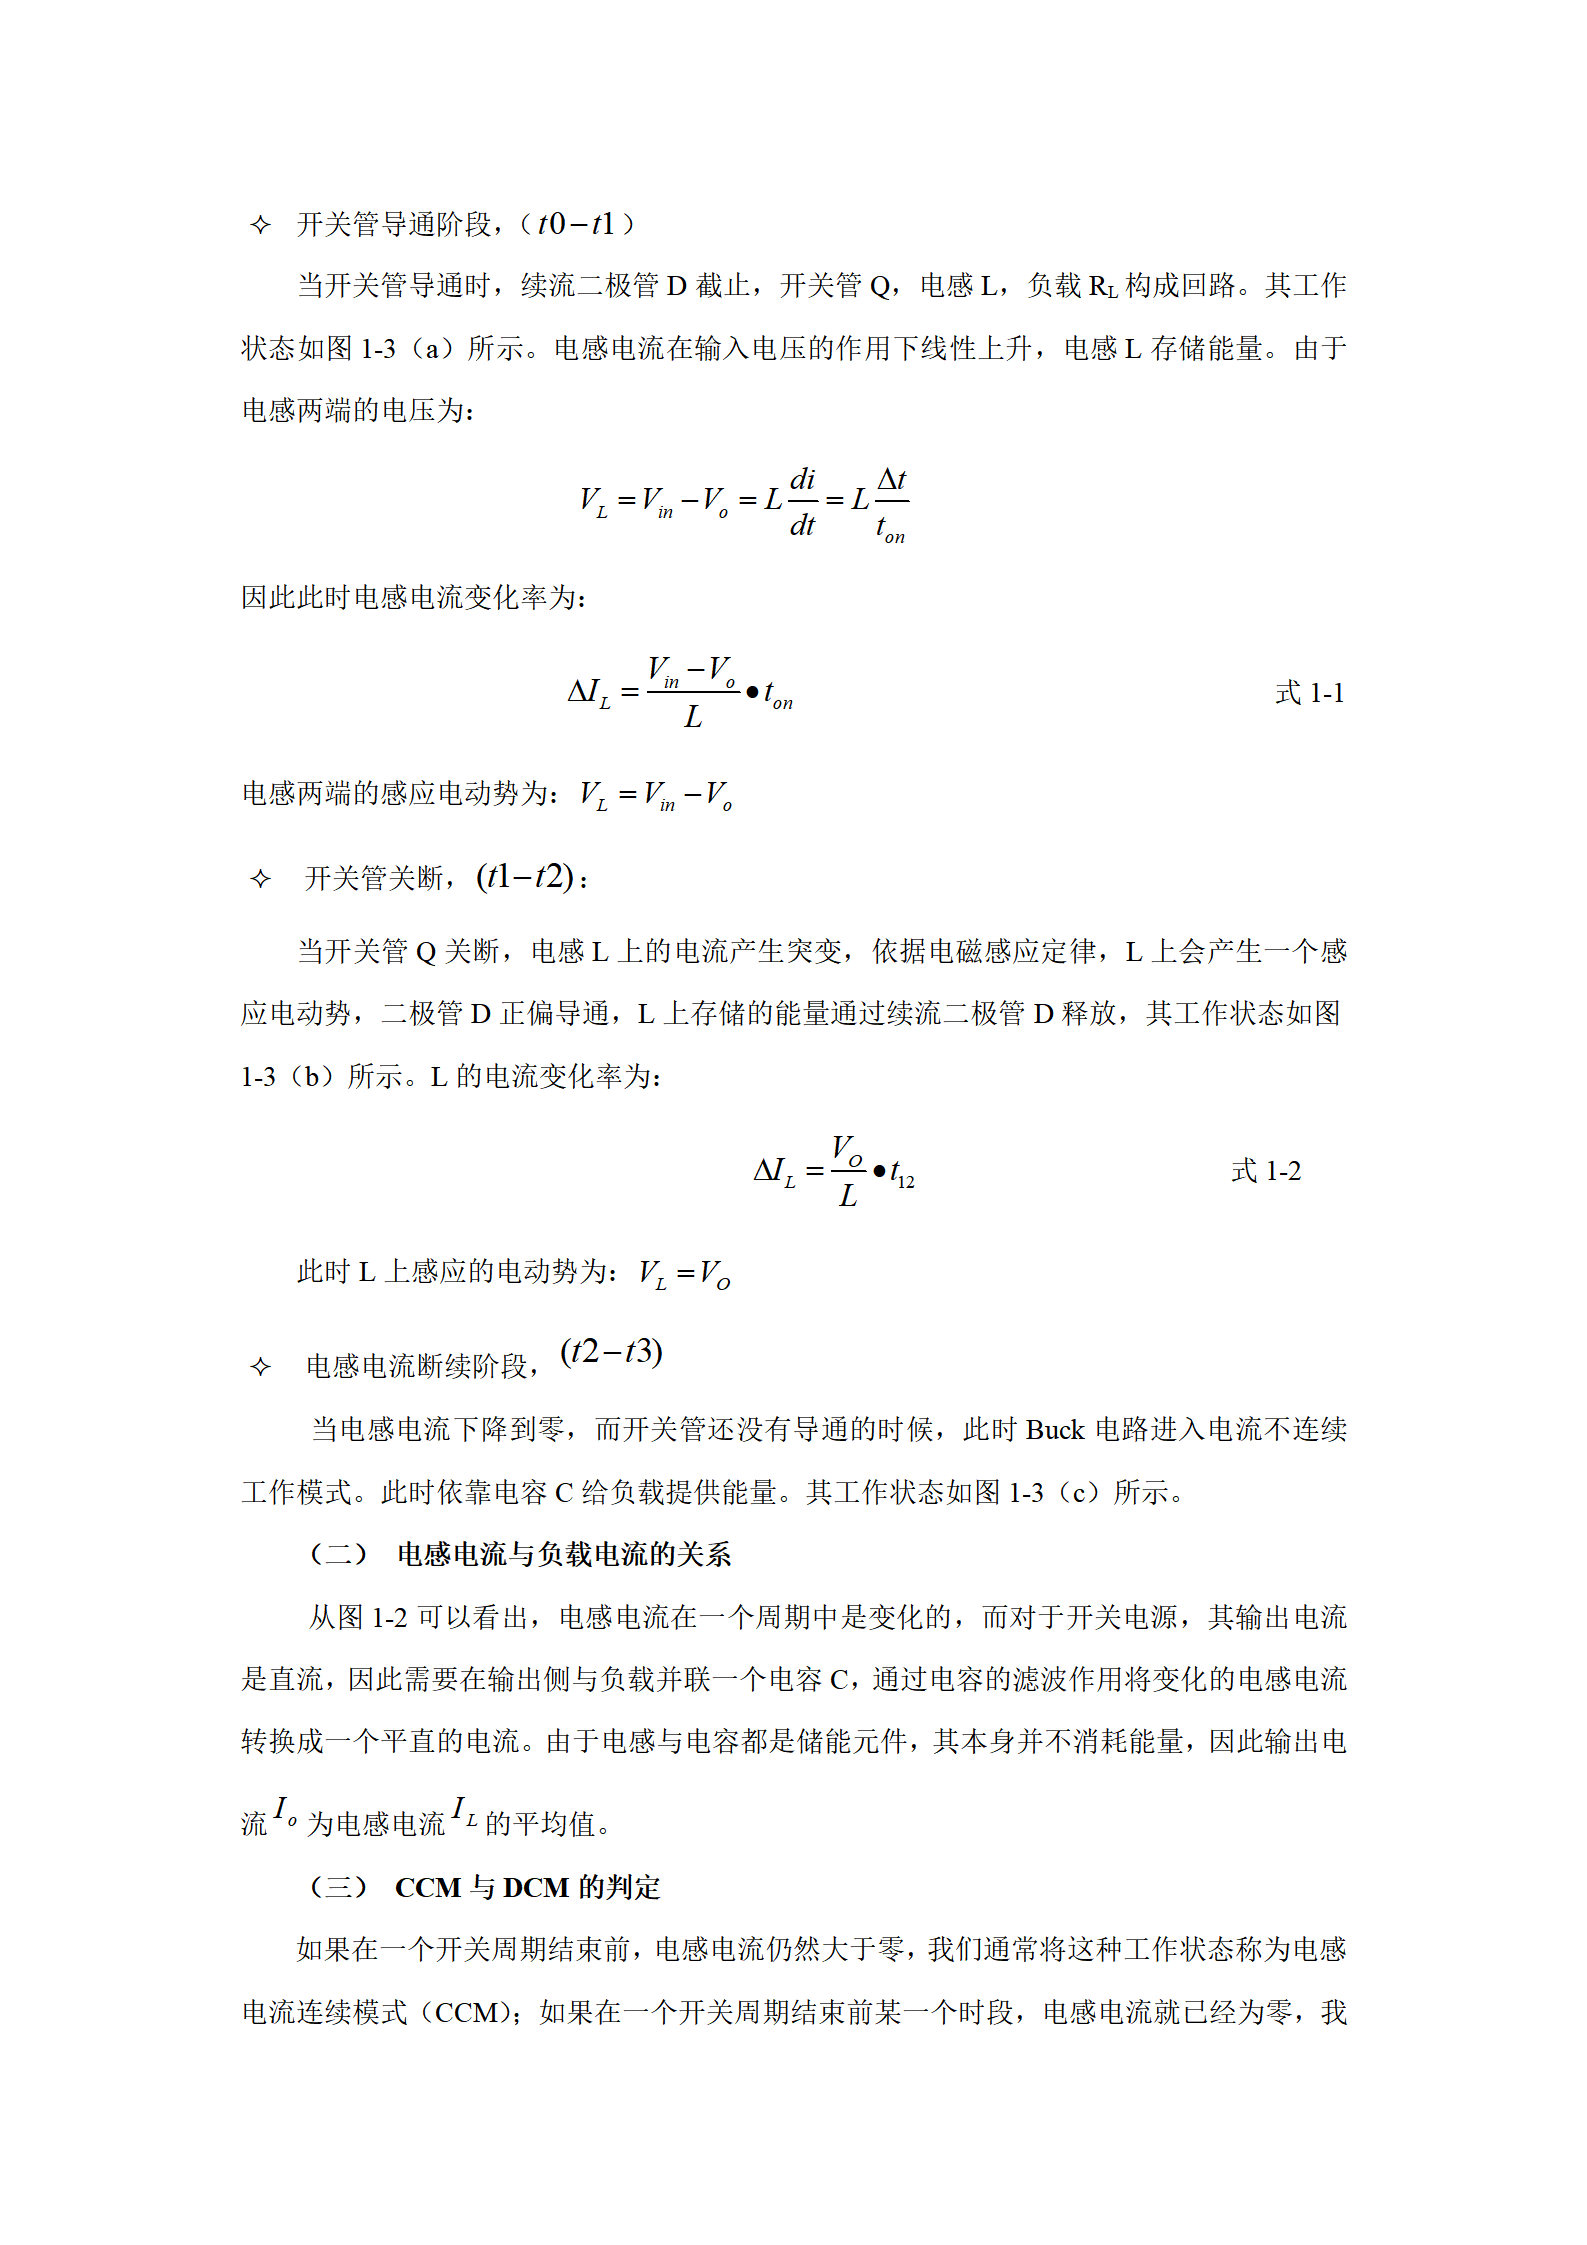 ✧ 开关管导通阶段，（t0−t1）
当开关管导通时，续流二极管 D 截止，开关管 Q，电感 L，负载 RL 构成回路。其工作
状态如图 1-3（a）所示。电感电流在输入电压的作用下线性上升，电感 L 存储能量。由于
电感两端的电压为：
V_L = V_in − V_o = L di/dt = L Δt/t_on
因此此时电感电流变化率为：
ΔI_L = (V_in − V_o)/L • t_on 式 1-1
电感两端的感应电动势为：V_L = V_in − V_o
✧ 开关管关断，(t1−t2)：
当开关管 Q 关断，电感 L 上的电流产生突变，依据电磁感应定律，L 上会产生一个感
应电动势，二极管 D 正偏导通，L 上存储的能量通过续流二极管 D 释放，其工作状态如图
1-3（b）所示。L 的电流变化率为：
ΔI_L = V_O/L • t_12 式 1-2
此时 L 上感应的电动势为：V_L = V_O
✧ 电感电流断续阶段，(t2−t3)
当电感电流下降到零，而开关管还没有导通的时候，此时 Buck 电路进入电流不连续
工作模式。此时依靠电容 C 给负载提供能量。其工作状态如图 1-3（c）所示。
（二） 电感电流与负载电流的关系
从图 1-2 可以看出，电感电流在一个周期中是变化的，而对于开关电源，其输出电流
是直流，因此需要在输出侧与负载并联一个电容 C，通过电容的滤波作用将变化的电感电流
转换成一个平直的电流。由于电感与电容都是储能元件，其本身并不消耗能量，因此输出电
流 I_o 为电感电流 I_L 的平均值。
（三） CCM 与 DCM 的判定
如果在一个开关周期结束前，电感电流仍然大于零，我们通常将这种工作状态称为电感
电流连续模式（CCM）；如果在一个开关周期结束前某一个时段，电感电流就已经为零，我